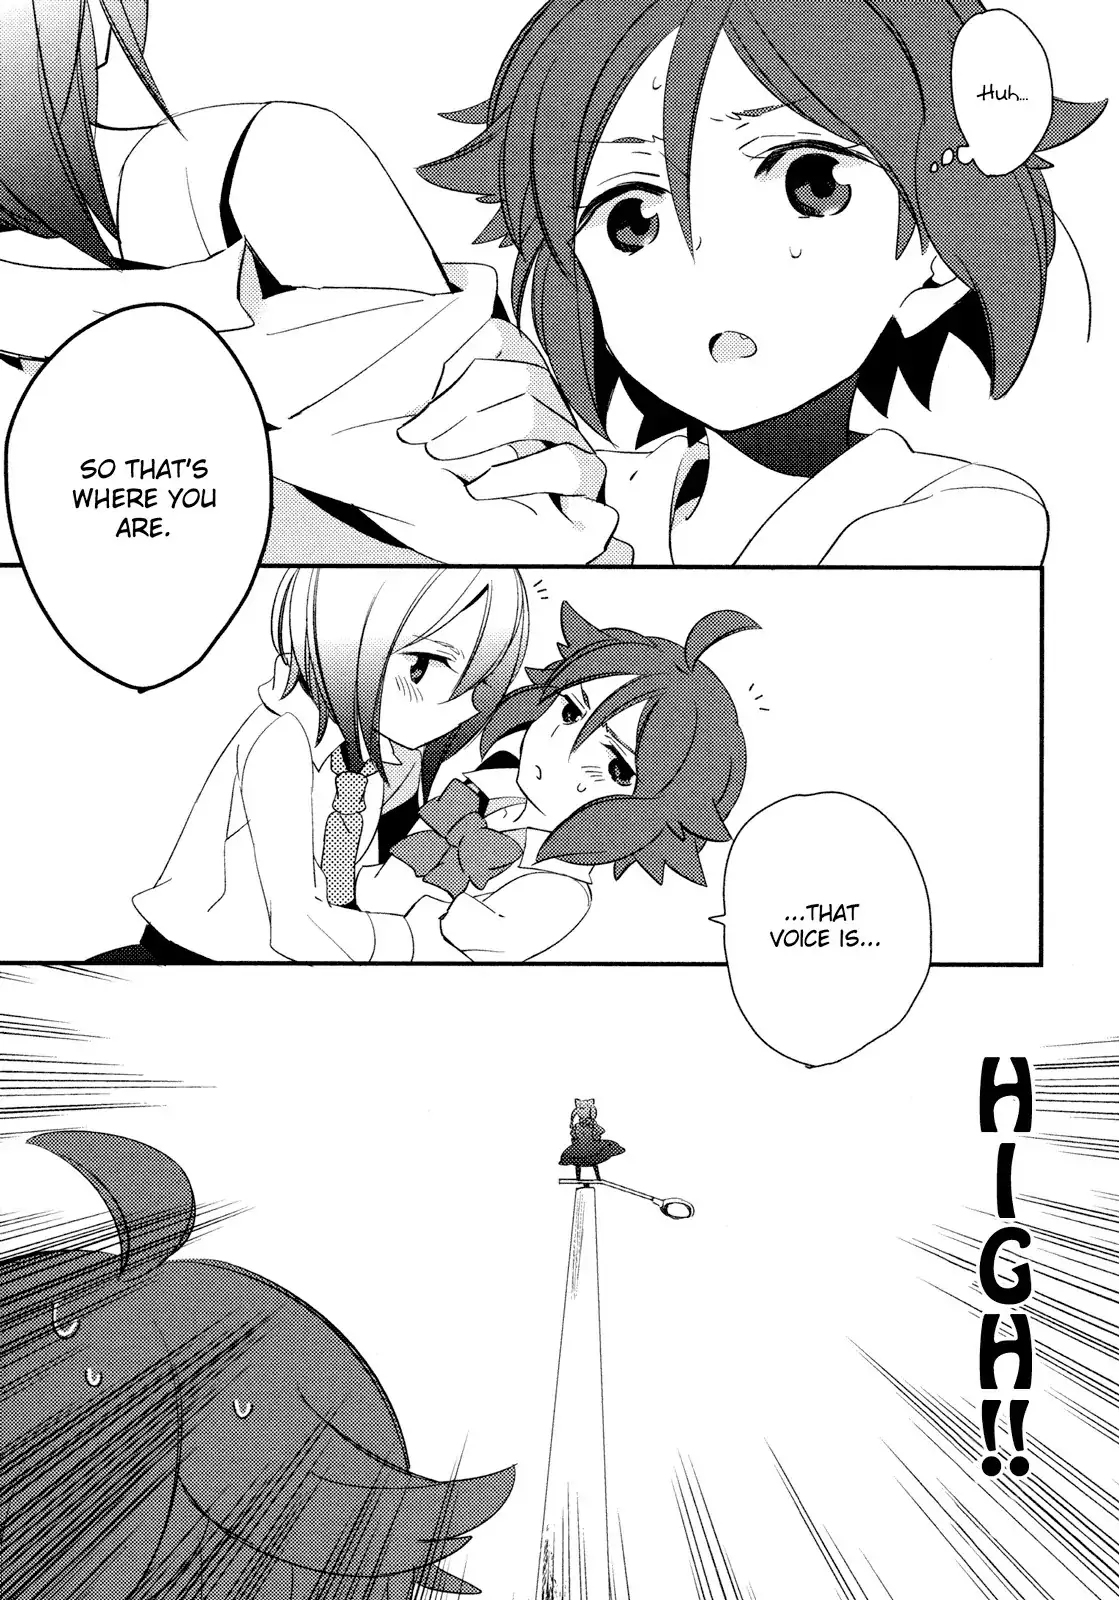 Huh...
SO THAT'S
WHERE YOU
ARE.
...THAT
VOICE IS...
HIGH!!